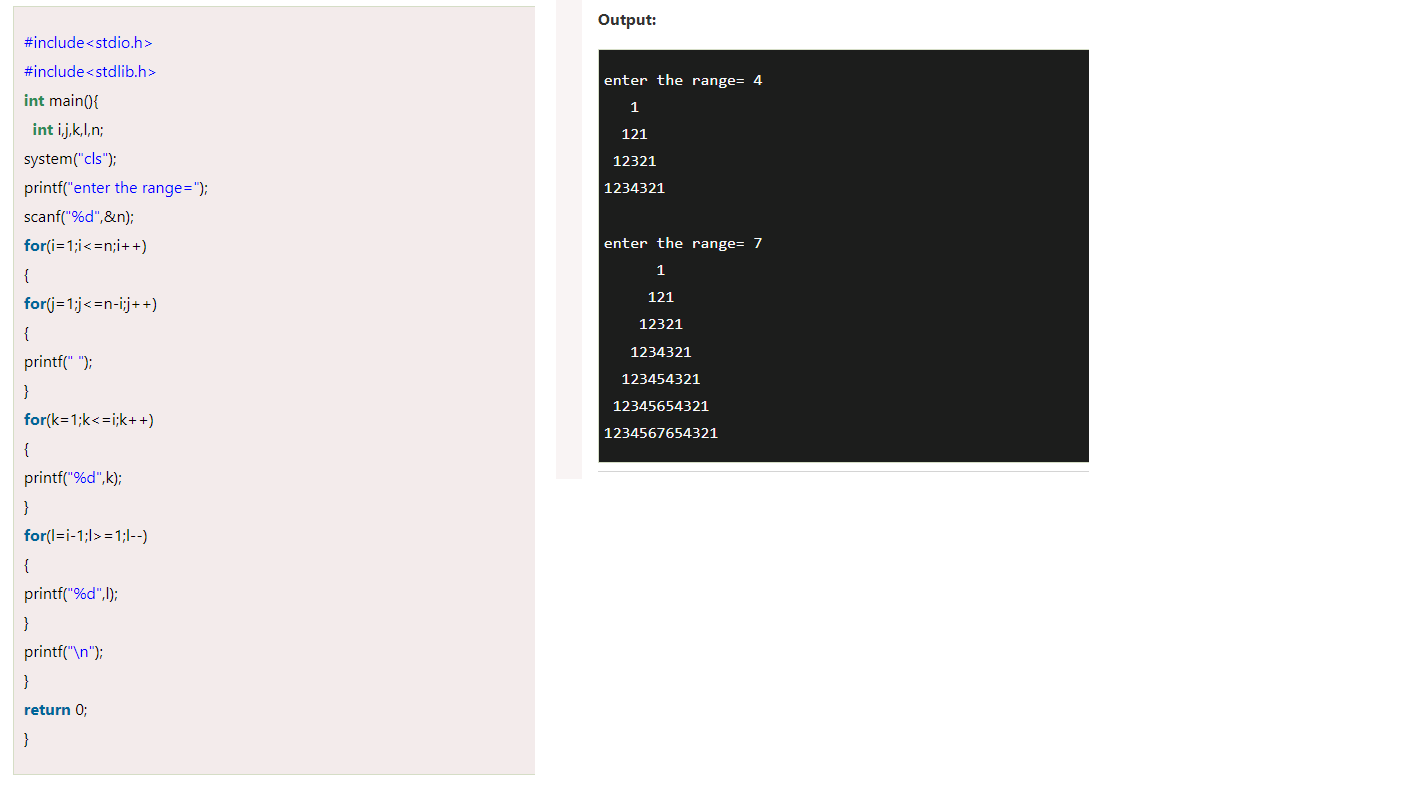 #include<stdio.h>
#include<stdlib.h>
int main(){
  int i,j,k,l,n;
system("cls");
printf("enter the range=");
scanf("%d",&n);
for(i=1;i<=n;i++)
{
for(j=1;j<=n-i;j++)
{
printf(" ");
}
for(k=1;k<=i;k++)
{
printf("%d",k);
}
for(l=i-1;l>=1;l--)
{
printf("%d",l);
}
printf("\n");
}
return 0;
}
Output:
enter the range= 4
   1
  121
 12321
1234321

enter the range= 7
      1
     121
    12321
   1234321
  123454321
 12345654321
1234567654321